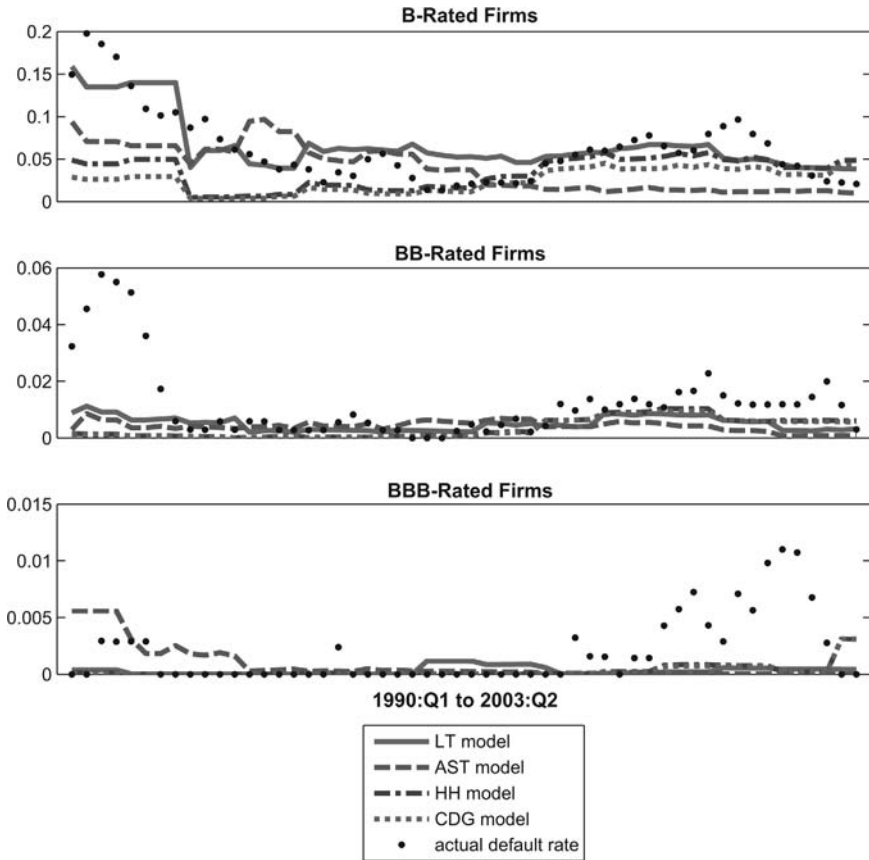 B-Rated Firms
0.2
0.15
0.1
0.05
0
BB-Rated Firms
0.06
0.04
0.02
0
BBB-Rated Firms
0.015
0.01
0.005
0
1990:Q1 to 2003:Q2
LT model
AST model
HH model
CDG model
actual default rate